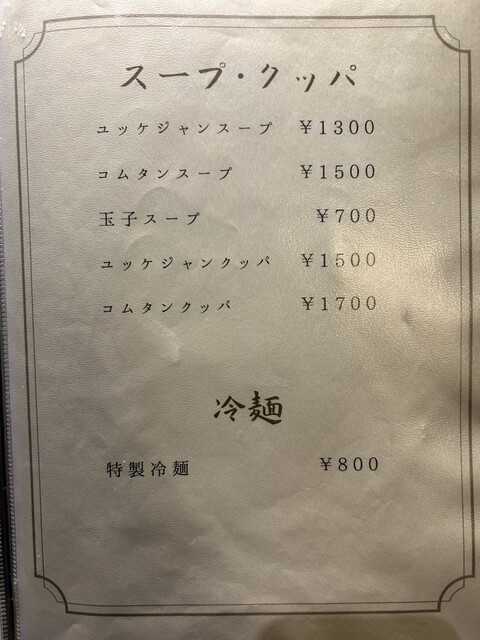 スープ・クッパ
ユッケジャンスープ ￥1300
コムタンスープ ￥1500
玉子スープ ￥700
ユッケジャンクッパ ￥1500
コムタンクッパ ￥1700
冷麺
特製冷麺 ￥800